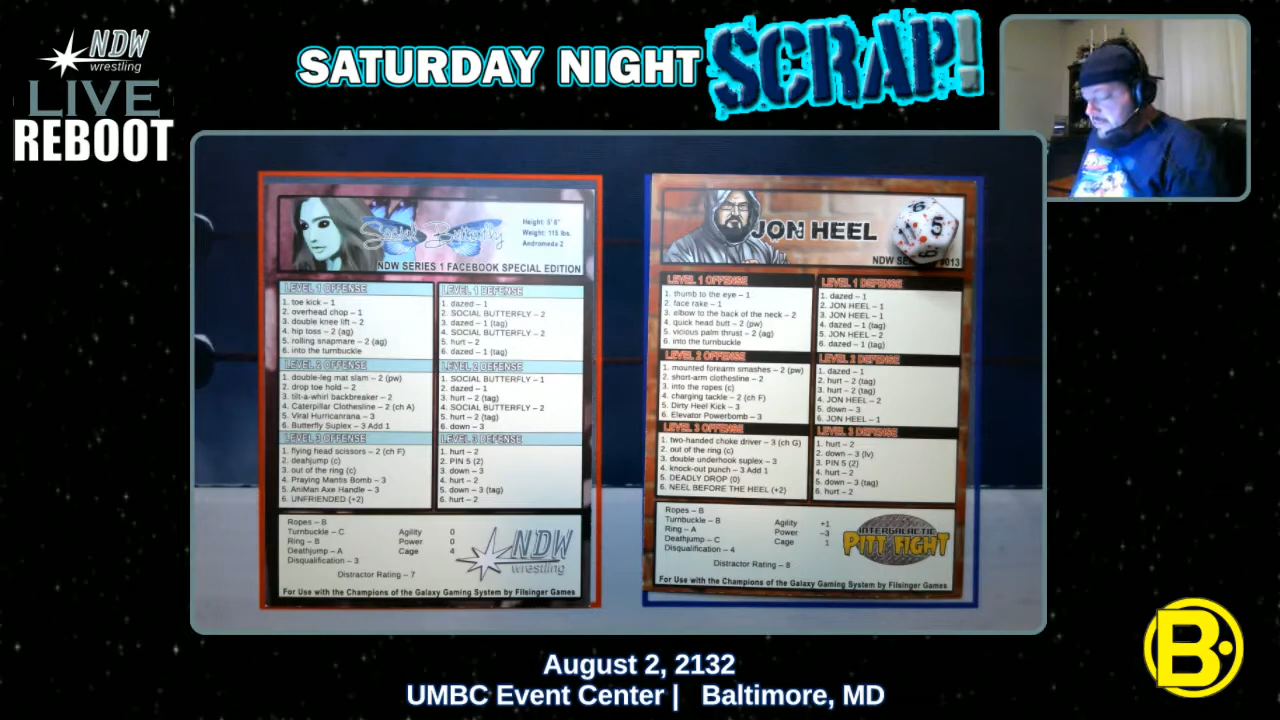 NDW
wrestling
LIVE
REBOOT
SATURDAY NIGHT SCRAP!
Social Butterfly
Height: 5' 8"
Weight: 115 lbs.
Andromeda 2
NDW SERIES 1 FACEBOOK SPECIAL EDITION
LEVEL 1 OFFENSE
1. toe kick – 1
2. overhead chop – 1
3. double knee lift – 2
4. hip toss – 2 (ag)
5. rolling snapmare – 2 (ag)
6. into the turnbuckle
LEVEL 1 DEFENSE
1. dazed – 1
2. SOCIAL BUTTERFLY – 2
3. dazed – 1 (tag)
4. SOCIAL BUTTERFLY – 2
5. hurt – 2
6. dazed – 1 (tag)
LEVEL 2 OFFENSE
1. double-leg mat slam – 2 (pw)
2. drop toe hold – 2
3. tilt-a-whirl backbreaker – 2
4. Caterpillar Clothesline – 2 (ch A)
5. Viral Hurricanrana – 3
6. Butterfly Suplex – 3 Add 1
LEVEL 2 DEFENSE
1. SOCIAL BUTTERFLY – 1
2. dazed – 1
3. hurt – 2 (tag)
4. SOCIAL BUTTERFLY – 2
5. hurt – 2 (tag)
6. down – 3
LEVEL 3 OFFENSE
1. flying head scissors – 2 (ch F)
2. deahjump (c)
3. out of the ring (c)
4. Praying Mantis Bomb – 3
5. AniMan Axe Handle – 3
6. UNFRIENDED (+2)
LEVEL 3 DEFENSE
1. hurt – 2
2. PIN 5 (2)
3. down – 3
4. hurt – 2
5. down – 3 (tag)
6. hurt – 2
Ropes – B
Turnbuckle – C
Ring – B
Deathjump – A
Disqualification – 3
Agility 0
Power 0
Cage 4
Distractor Rating – 7
NDW
wrestling
For Use with the Champions of the Galaxy Gaming System by Filsinger Games
JON HEEL
5
6
NDW SE
#013
LEVEL 1 OFFENSE
1. thumb to the eye – 1
2. face rake – 1
3. elbow to the back of the neck – 2
4. quick head butt – 2 (pw)
5. vicious palm thrust – 2 (ag)
6. into the turnbuckle
LEVEL 1 DEFENSE
1. dazed – 1
2. JON HEEL – 1
3. JON HEEL – 1
4. dazed – 1 (tag)
5. JON HEEL – 2
6. dazed – 1 (tag)
LEVEL 2 OFFENSE
1. mounted forearm smashes – 2 (pw)
2. short-arm clothesline – 2
3. into the ropes (c)
4. charging tackle – 2 (ch F)
5. Dirty Heel Kick – 3
6. Elevator Powerbomb – 3
LEVEL 2 DEFENSE
1. dazed – 1
2. hurt – 2 (tag)
3. hurt – 2 (tag)
4. JON HEEL – 2
5. down – 3
6. JON HEEL – 1
LEVEL 3 OFFENSE
1. two-handed choke driver – 3 (ch G)
2. out of the ring (c)
3. double underhook suplex – 3
4. knock-out punch – 3 Add 1
5. DEADLY DROP (0)
6. NEEL BEFORE THE HEEL (+2)
LEVEL 3 DEFENSE
1. hurt – 2
2. down – 3 (lv)
3. PIN 5 (2)
4. hurt – 2
5. down – 3 (tag)
6. hurt – 2
Ropes – B
Turnbuckle – B
Ring – A
Deathjump – C
Disqualification – 4
Agility +1
Power –3
Cage 1
Distractor Rating – 8
INTERGALACTIC
PITT FIGHT
For Use with the Champions of the Galaxy Gaming System by Filsinger Games
August 2, 2132
UMBC Event Center | Baltimore, MD
B